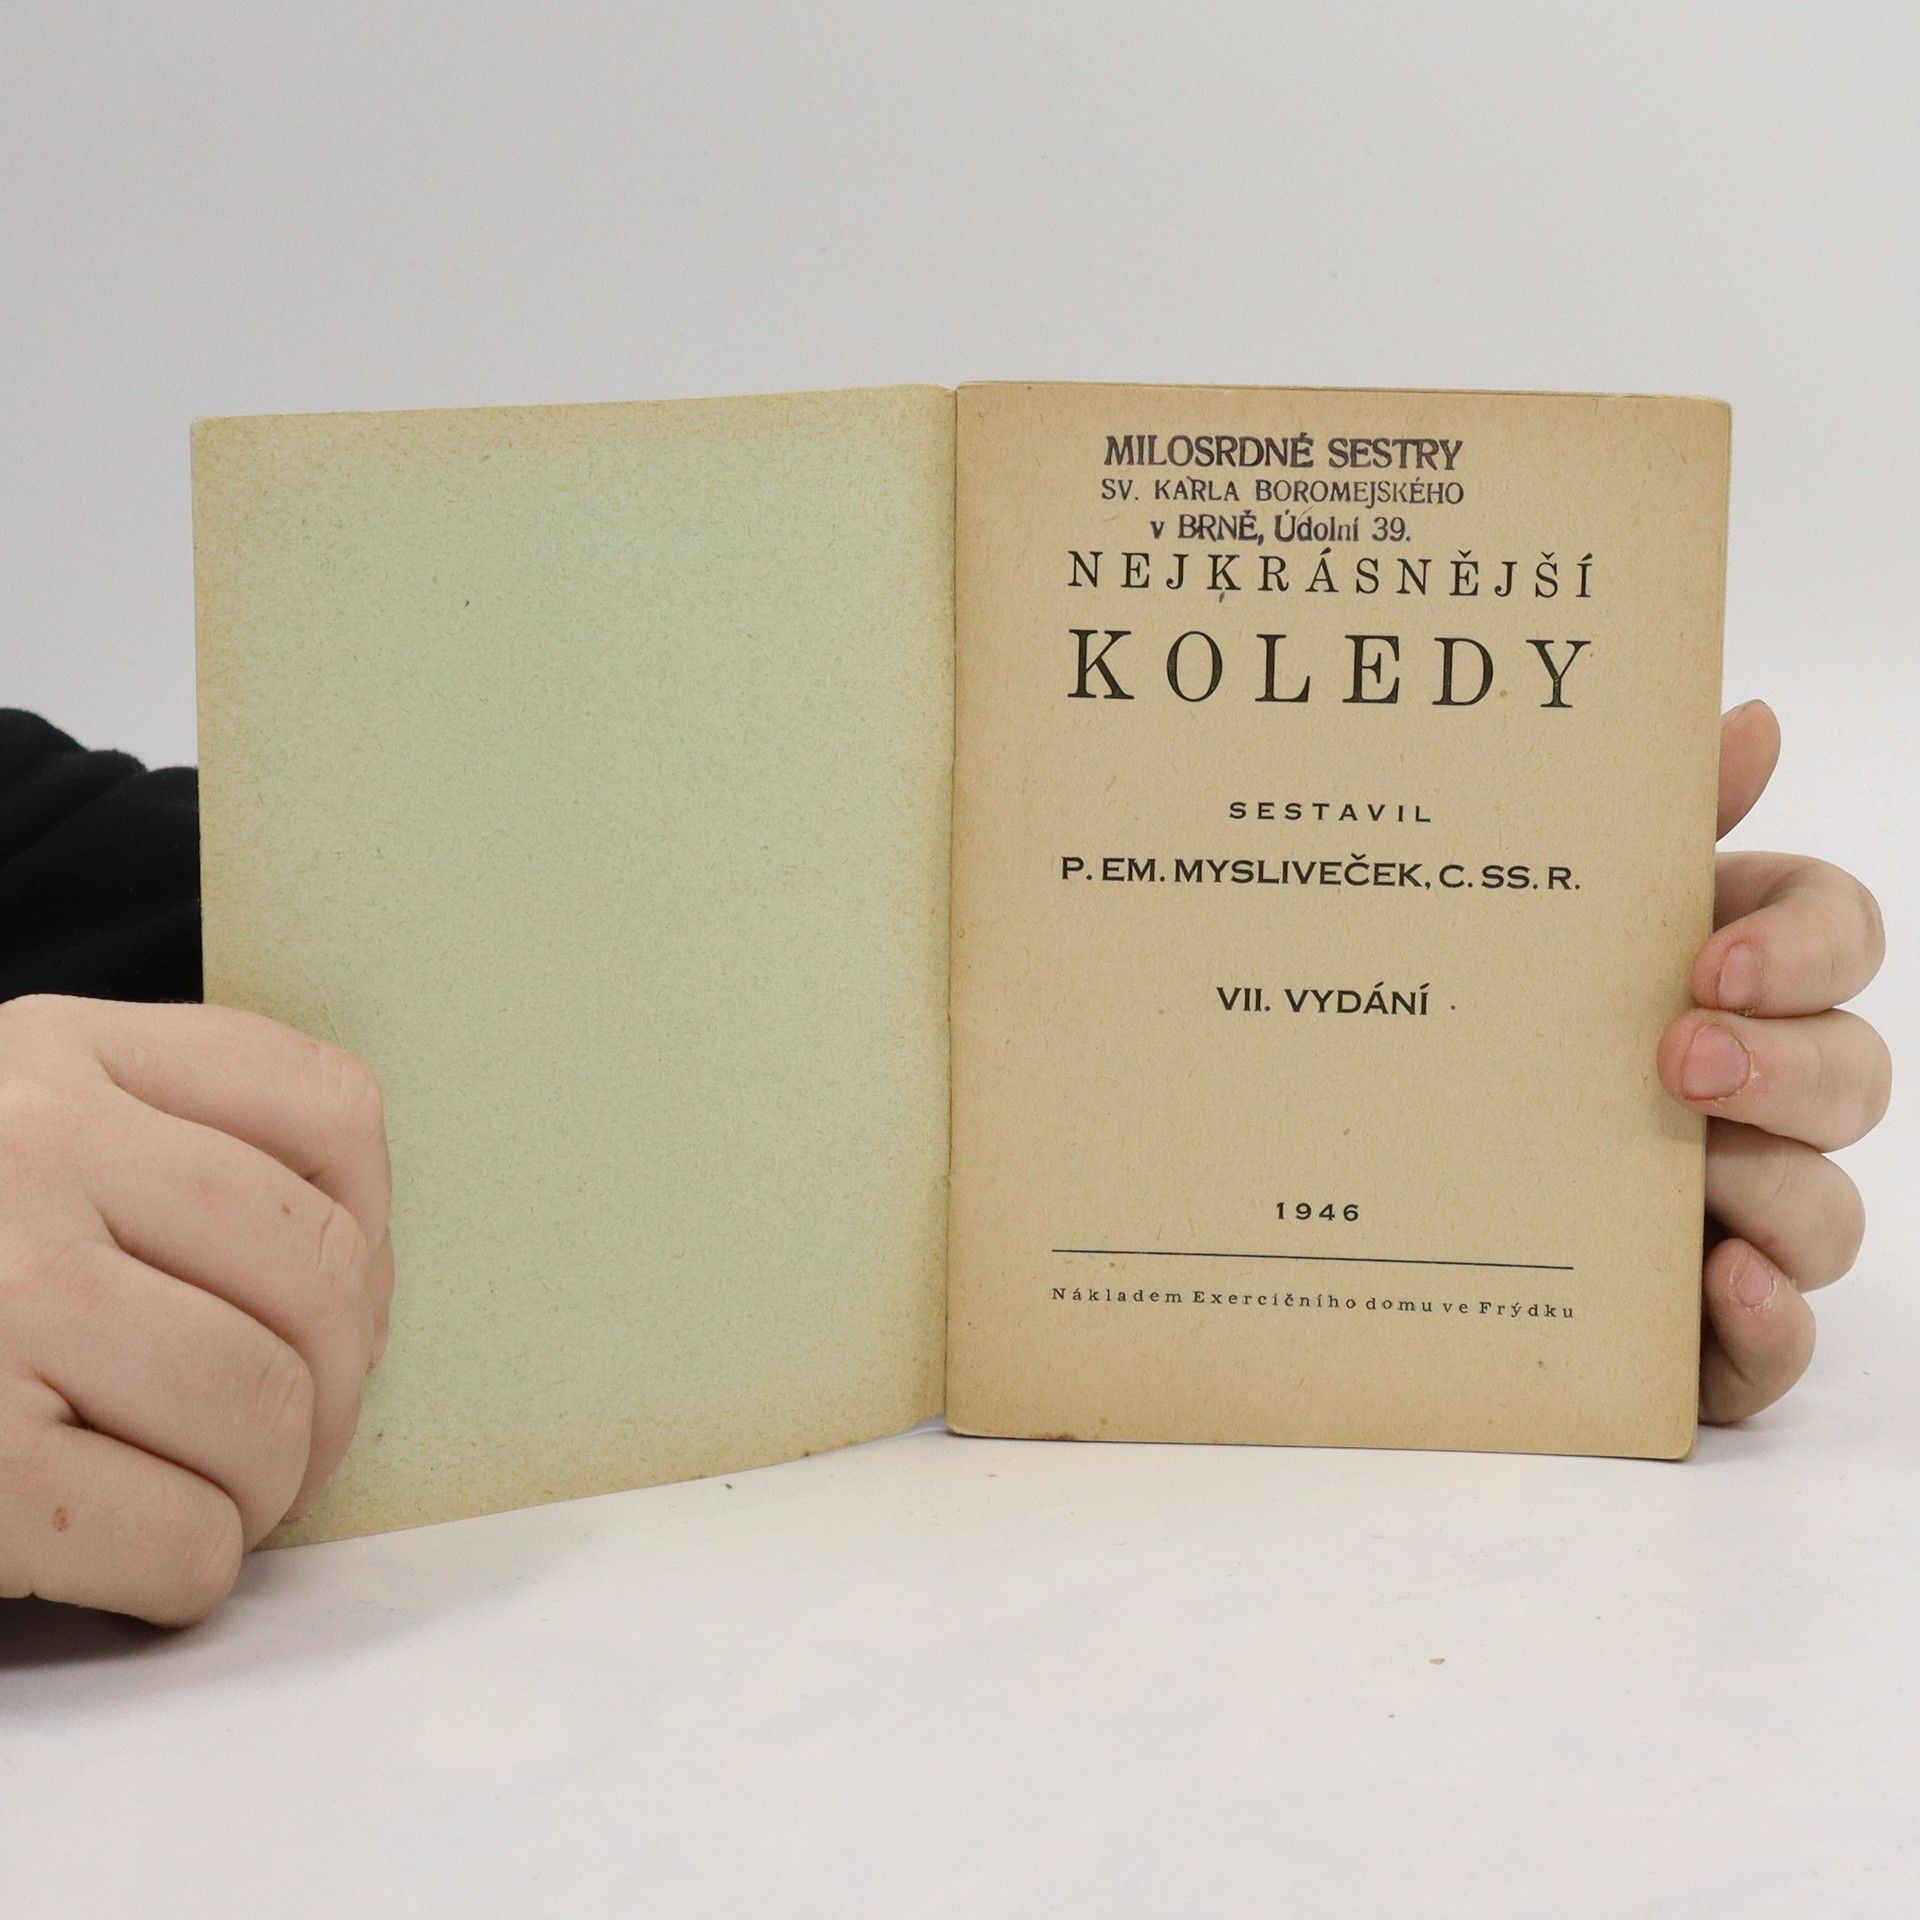 MILOSRDNÉ SESTRY
SV. KARLA BOROMEJSKÉHO
v BRNĚ, Údolní 39.
NEJKRÁSNĚJŠÍ
KOLEDY
SESTAVIL
P. EM. MYSLIVEČEK, C. SS. R.
VII. VYDÁNÍ
1946
Nákladem Exercičního domu ve Frýdku